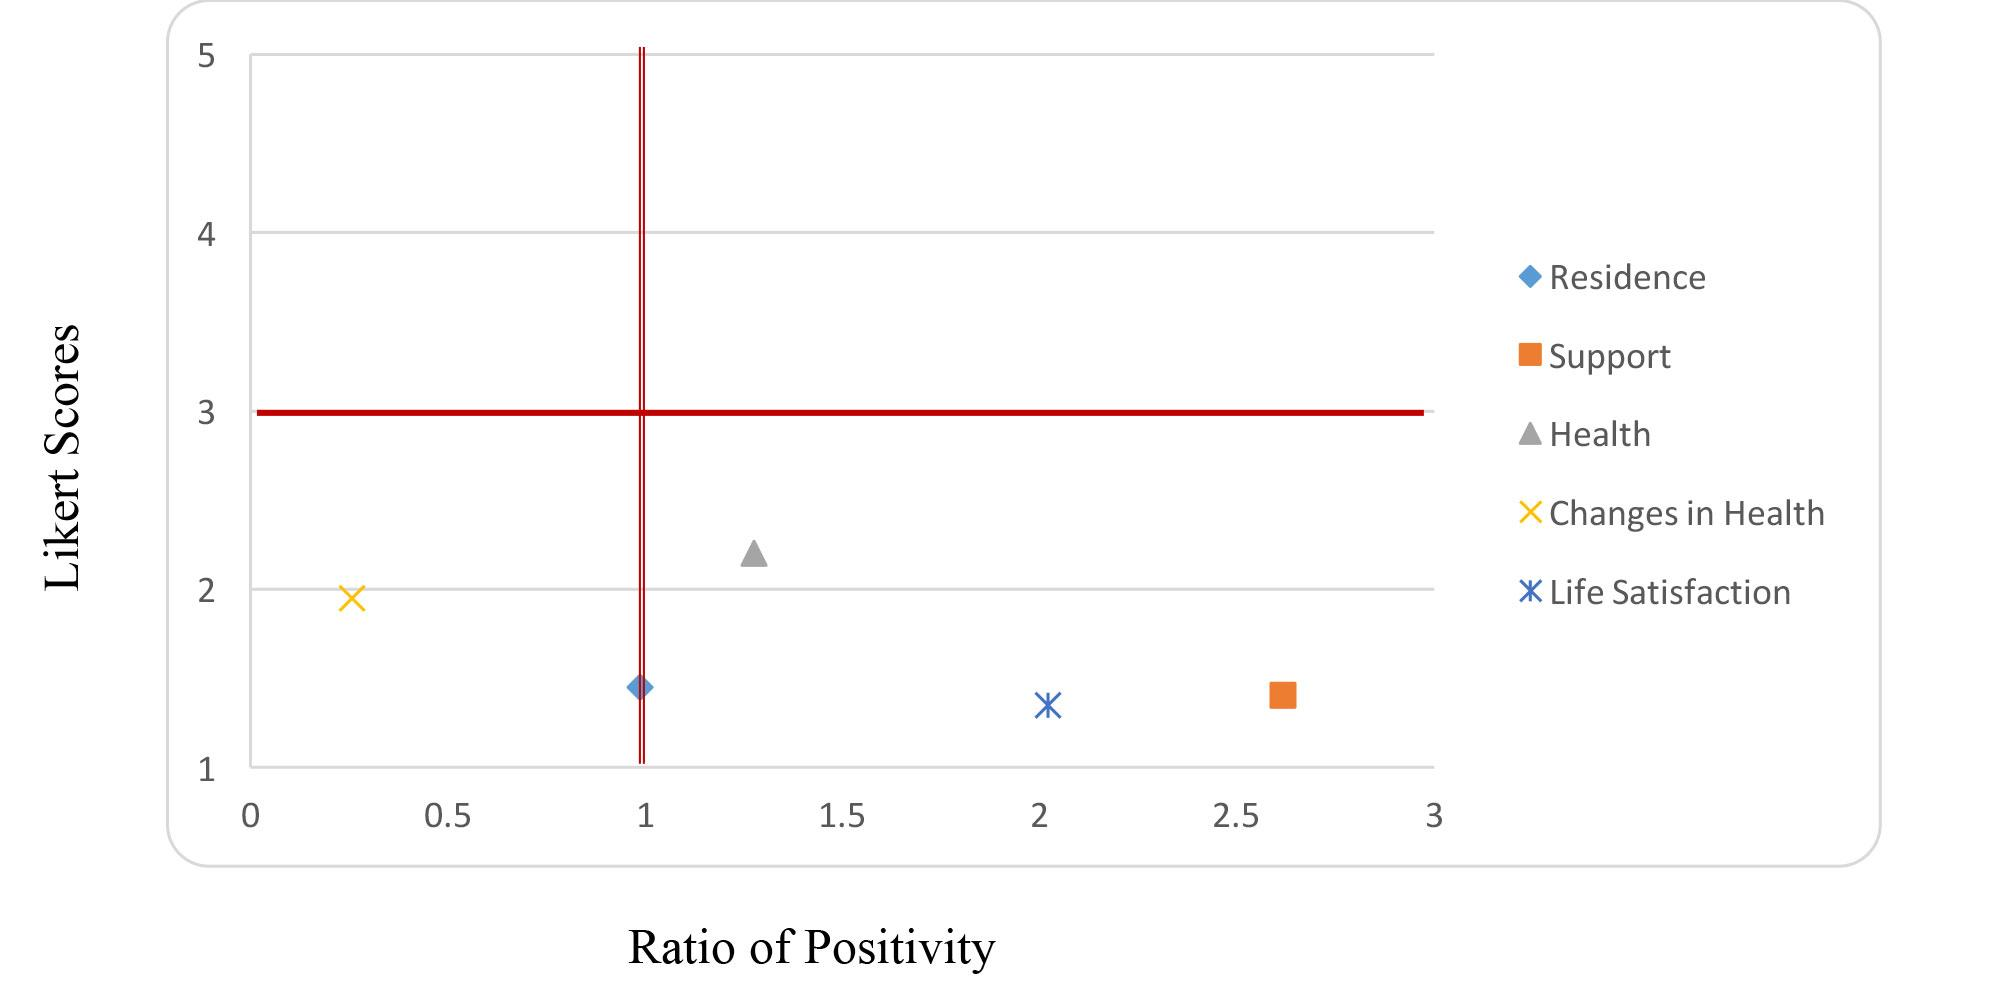 5
4
3
2
1
0 0.5 1 1.5 2 2.5 3
Likert Scores
Ratio of Positivity
Residence
Support
Health
Changes in Health
Life Satisfaction